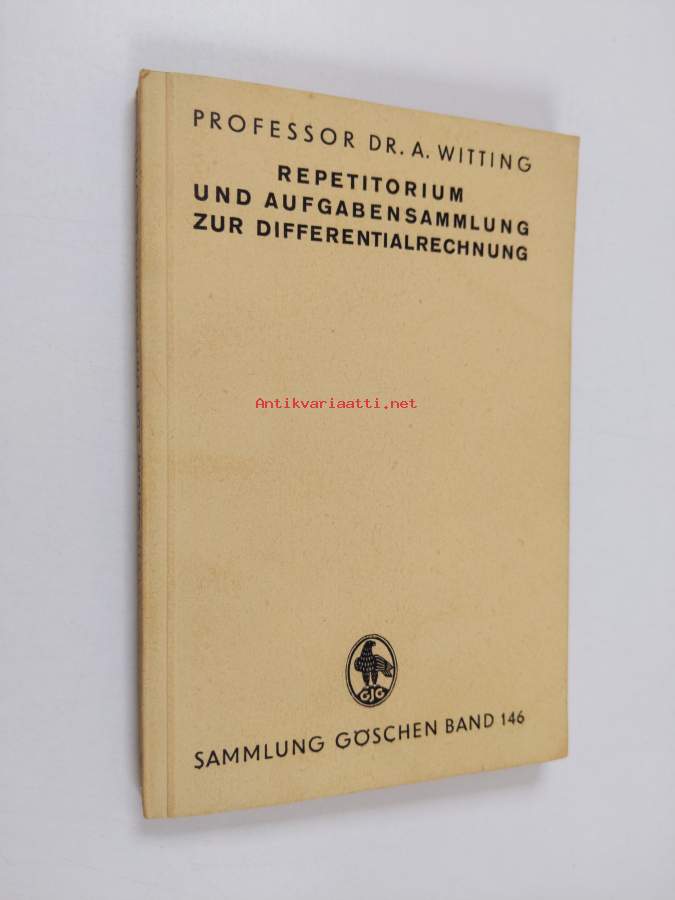 PROFESSOR DR. A. WITTING
REPETITORIUM
UND AUFGABENSAMMLUNG
ZUR DIFFERENTIALRECHNUNG
Antikvariaatti.net
GJG
SAMMLUNG GÖSCHEN BAND 146